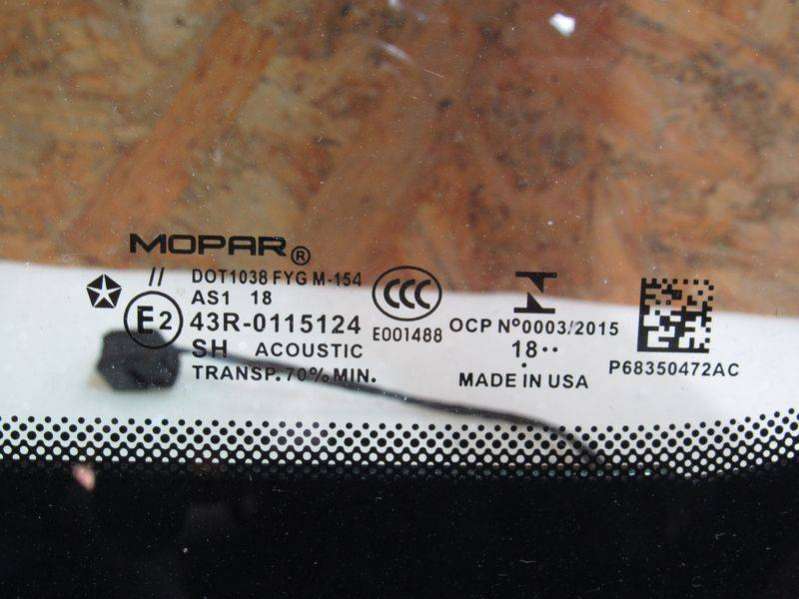 MOPAR®
// DOT1038 FYG M-154
AS1 18
E2 43R-0115124
SH ACOUSTIC
TRANSP. 70% MIN.
CCC
E001488
OCP Nº0003/2015
18··
.
MADE IN USA
P68350472AC